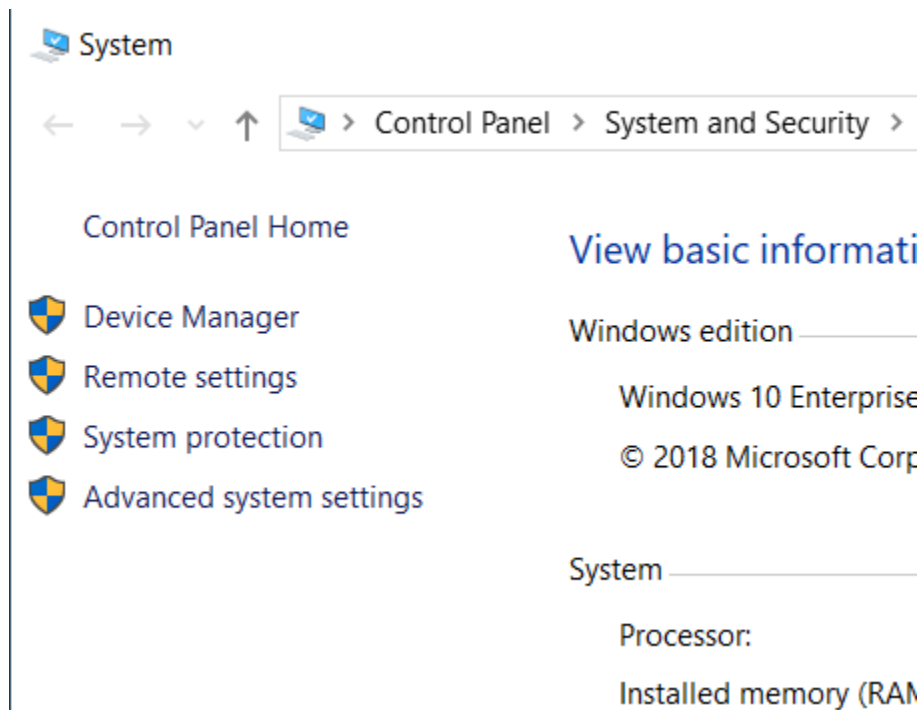 System
Control Panel > System and Security >
Control Panel Home
Device Manager
Remote settings
System protection
Advanced system settings
View basic informati
Windows edition
Windows 10 Enterprise
© 2018 Microsoft Corp
System
Processor:
Installed memory (RAM